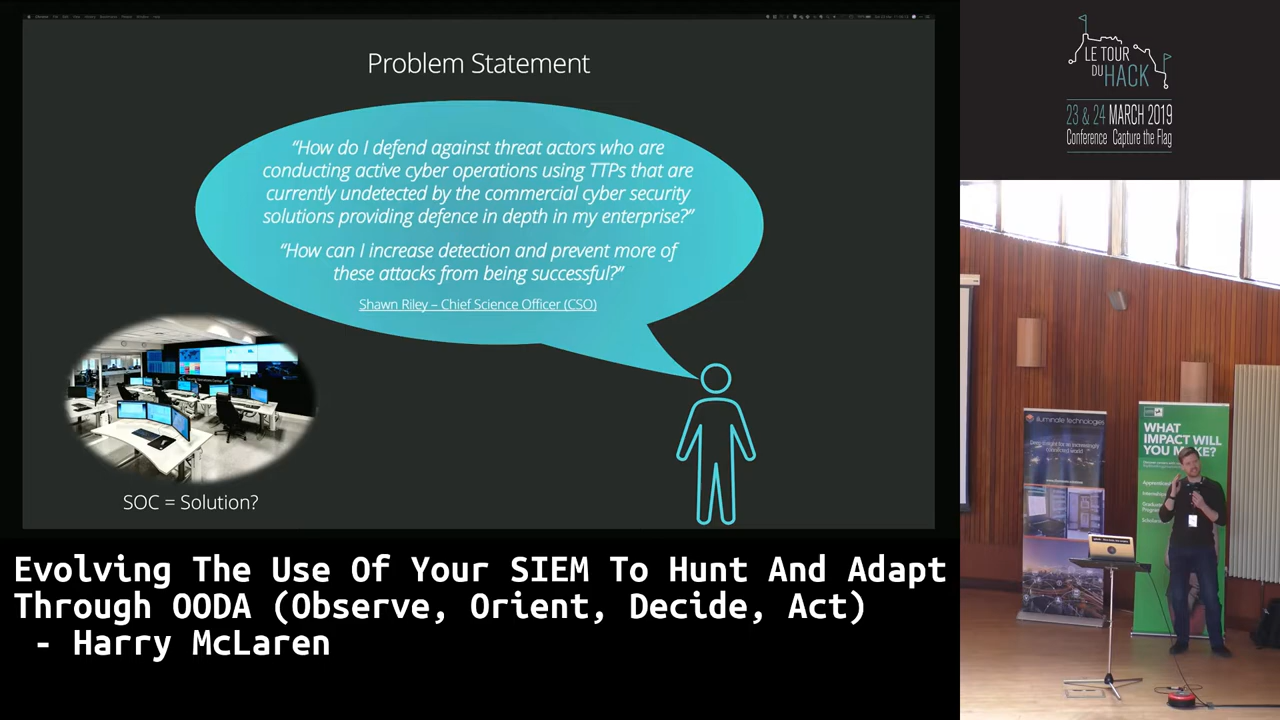 Problem Statement
“How do I defend against threat actors who are
conducting active cyber operations using TTPs that are
currently undetected by the commercial cyber security
solutions providing defence in depth in my enterprise?”
“How can I increase detection and prevent more of
these attacks from being successful?”
Shawn Riley – Chief Science Officer (CSO)
SOC = Solution?
LE TOUR
DU HACK
23 & 24 MARCH 2019
Conference Capture the Flag
illuminate technologies
WHAT
IMPACT WILL
YOU MAKE?
Evolving The Use Of Your SIEM To Hunt And Adapt
Through OODA (Observe, Orient, Decide, Act)
- Harry McLaren